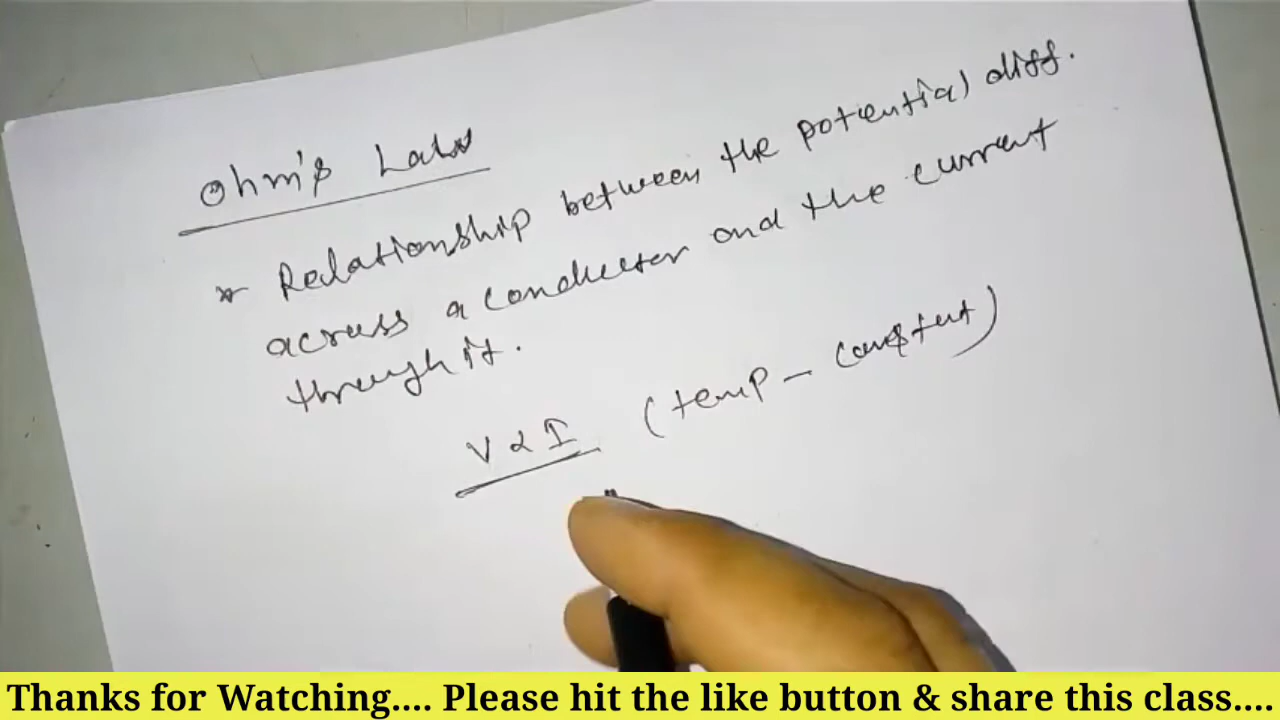 Ohm's Law
* Relationship between the potential diff.
across a conductor and the current
through it.
V ∝ I (temp - constant)
Thanks for Watching.... Please hit the like button & share this class....